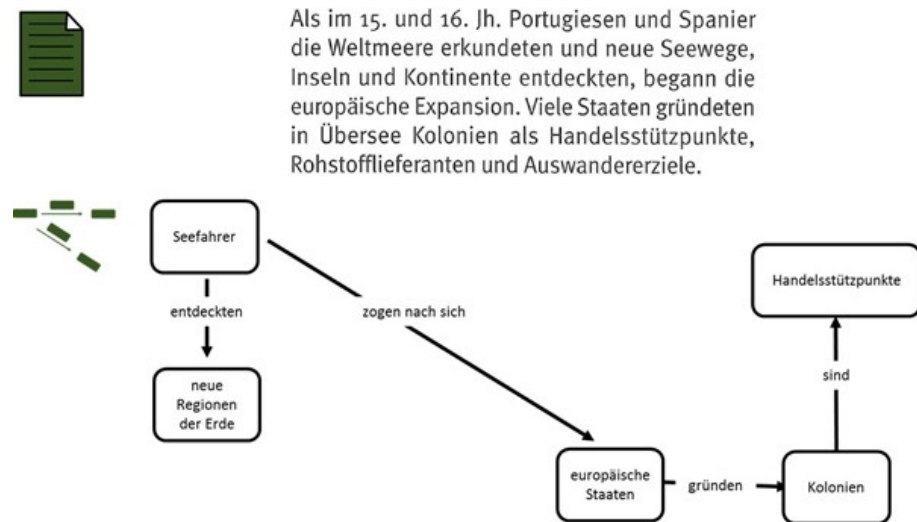 Als im 15. und 16. Jh. Portugiesen und Spanier
die Weltmeere erkundeten und neue Seewege,
Inseln und Kontinente entdeckten, begann die
europäische Expansion. Viele Staaten gründeten
in Übersee Kolonien als Handelsstützpunkte,
Rohstofflieferanten und Auswandererziele.
Seefahrer
entdeckten
neue
Regionen
der Erde
zogen nach sich
europäische
Staaten
gründen
Kolonien
sind
Handelsstützpunkte